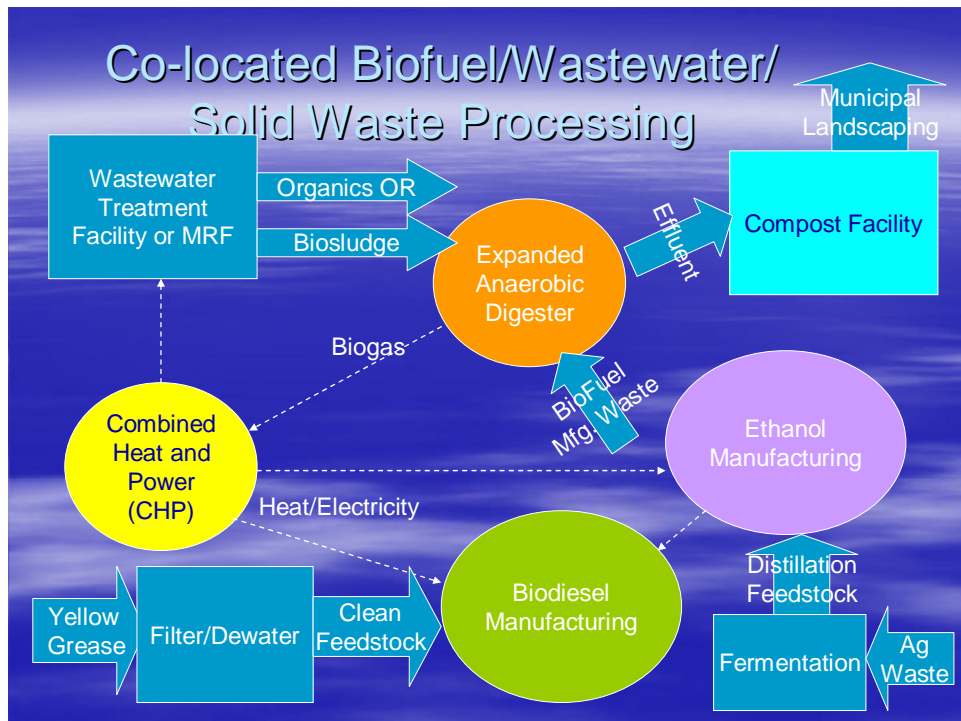 Co-located Biofuel/Wastewater/
Solid Waste Processing
Municipal
Landscaping
Wastewater
Treatment
Facility or MRF
Organics OR
Biosludge
Expanded
Anaerobic
Digester
Effluent
Compost Facility
Biogas
BioFuel
Mfg. Waste
Ethanol
Manufacturing
Combined
Heat and
Power
(CHP)
Heat/Electricity
Distillation
Feedstock
Biodiesel
Manufacturing
Yellow
Grease
Filter/Dewater
Clean
Feedstock
Fermentation
Ag
Waste